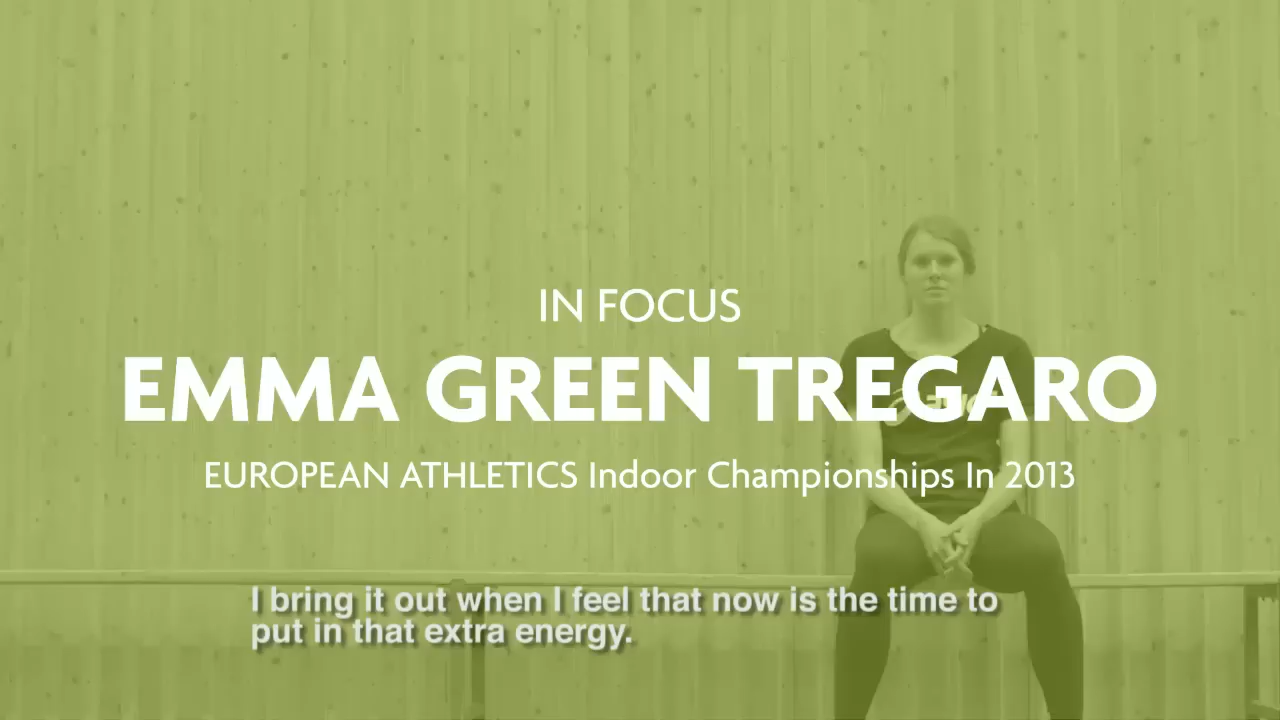 IN FOCUS
EMMA GREEN TREGARO
EUROPEAN ATHLETICS Indoor Championships In 2013
I bring it out when I feel that now is the time to
put in that extra energy.